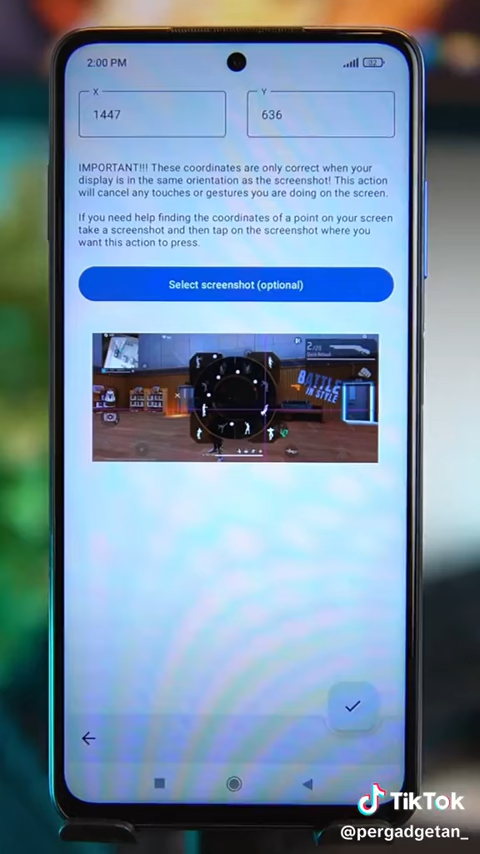 2:00 PM
32
X
Y
1447
636
IMPORTANT!!! These coordinates are only correct when your
display is in the same orientation as the screenshot! This action
will cancel any touches or gestures you are doing on the screen.
If you need help finding the coordinates of a point on your screen
take a screenshot and then tap on the screenshot where you
want this action to press.
Select screenshot (optional)
BATTLE
IN STYLE
TikTok
@pergadgetan_